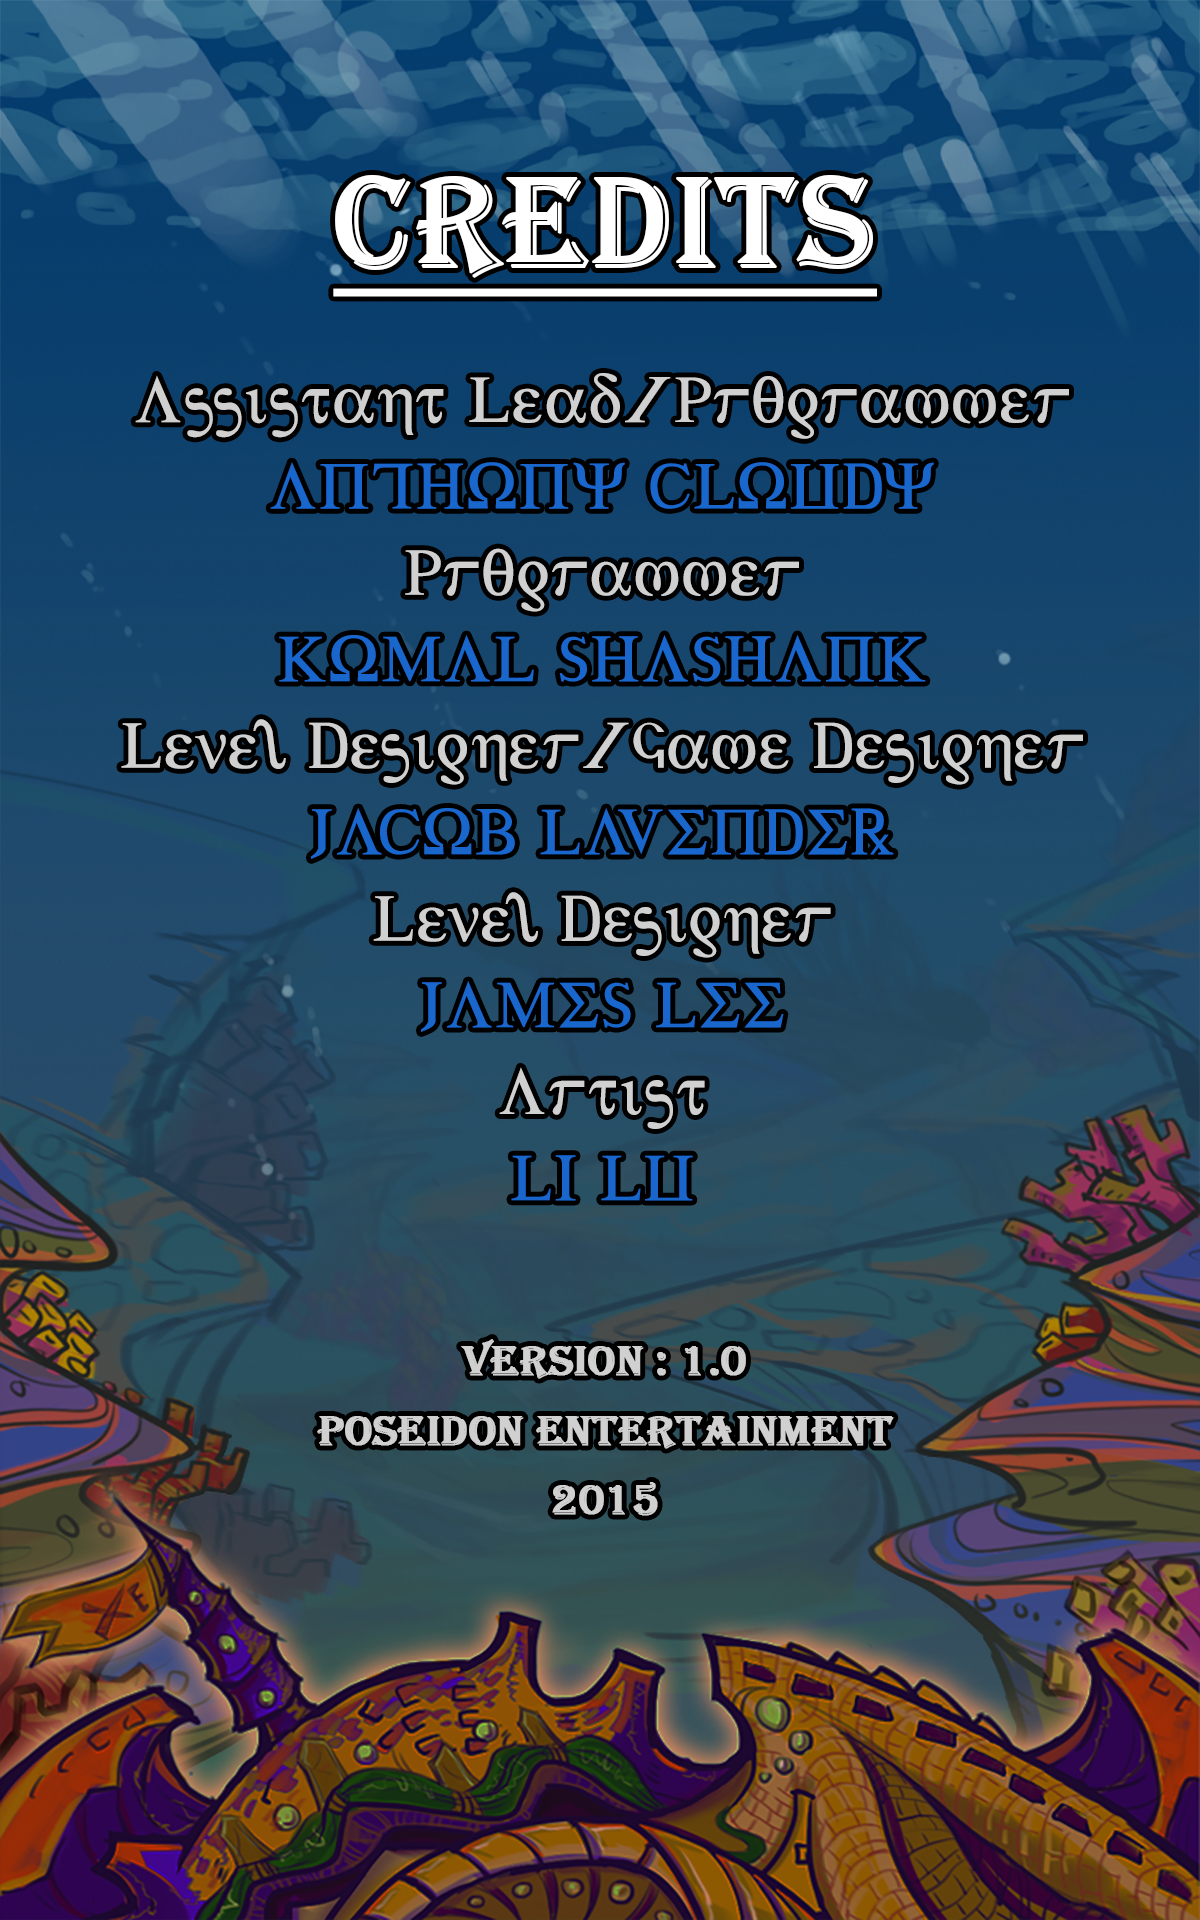 CREDITS
Assistant Lead/Programmer
ANTHONY CLOUDY
Programmer
KOMAL SHASHANK
Level Designer/Game Designer
JACOB LAVENDER
Level Designer
JAMES LEE
Artist
LI LU
VERSION : 1.0
POSEIDON ENTERTAINMENT
2015